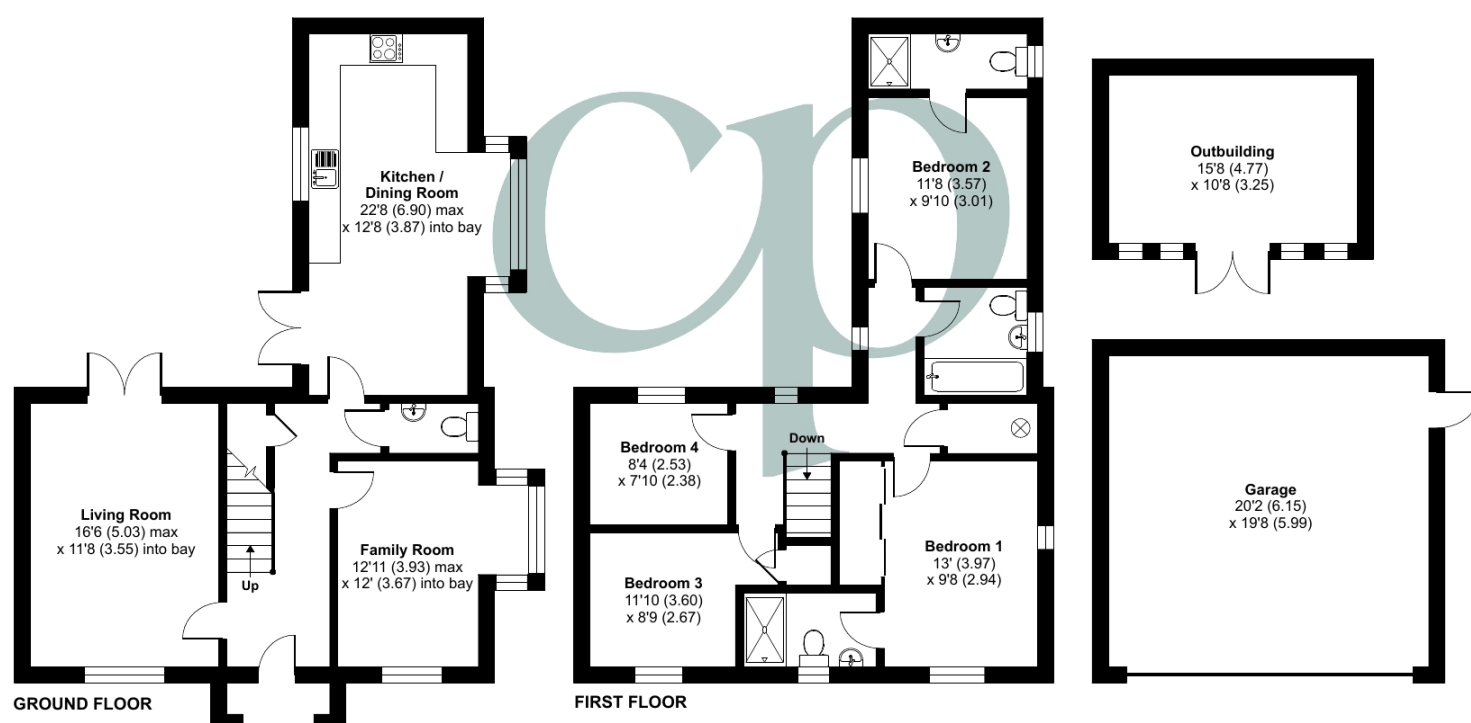 Kitchen /
Dining Room
22'8 (6.90) max
x 12'8 (3.87) into bay
Living Room
16'6 (5.03) max
x 11'8 (3.55) into bay
Up
Family Room
12'11 (3.93) max
x 12' (3.67) into bay
GROUND FLOOR
cp
Bedroom 2
11'8 (3.57)
x 9'10 (3.01)
Bedroom 4
8'4 (2.53)
x 7'10 (2.38)
Down
Bedroom 3
11'10 (3.60)
x 8'9 (2.67)
Bedroom 1
13' (3.97)
x 9'8 (2.94)
FIRST FLOOR
Outbuilding
15'8 (4.77)
x 10'8 (3.25)
Garage
20'2 (6.15)
x 19'8 (5.99)